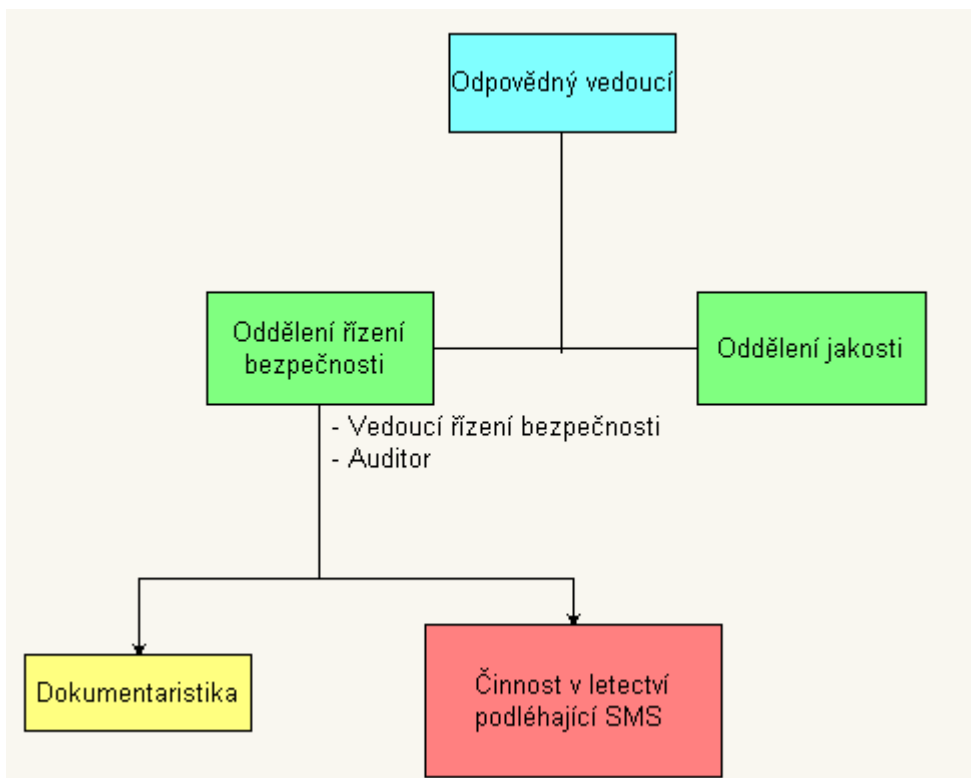 Odpovědný vedoucí
Oddělení řízení
bezpečnosti
Oddělení jakosti
- Vedoucí řízení bezpečnosti
- Auditor
Dokumentaristika
Činnost v letectví
podléhající SMS